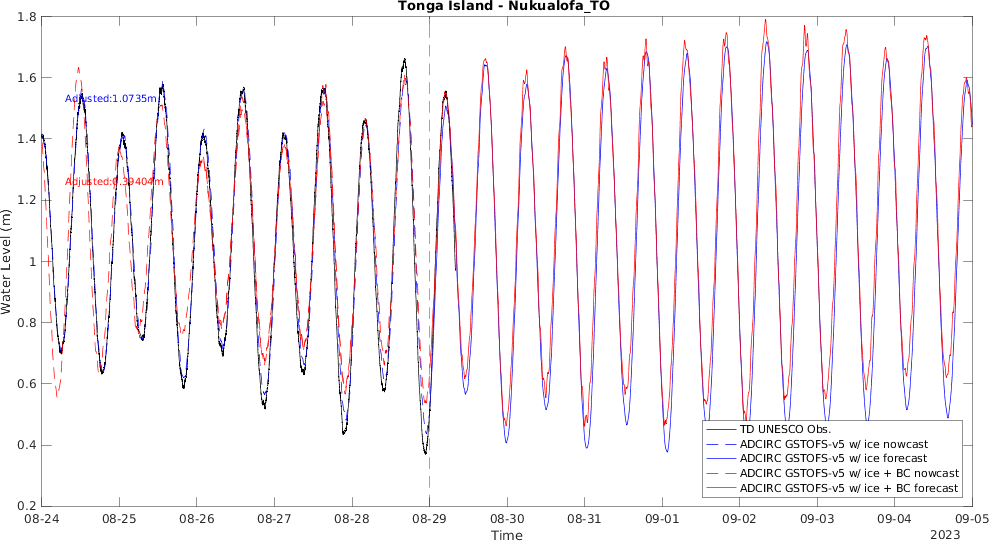 Tonga Island - Nukualofa_TO
1.8
1.6
1.4
1.2
1
0.8
0.6
0.4
0.2
Water Level (m)
Adjusted:1.0735m
Adjusted:0.39404m
TD UNESCO Obs.
ADCIRC GSTOFS-v5 w/ ice nowcast
ADCIRC GSTOFS-v5 w/ ice forecast
ADCIRC GSTOFS-v5 w/ ice + BC nowcast
ADCIRC GSTOFS-v5 w/ ice + BC forecast
08-24 08-25 08-26 08-27 08-28 08-29 08-30 08-31 09-01 09-02 09-03 09-04 09-05
Time
2023